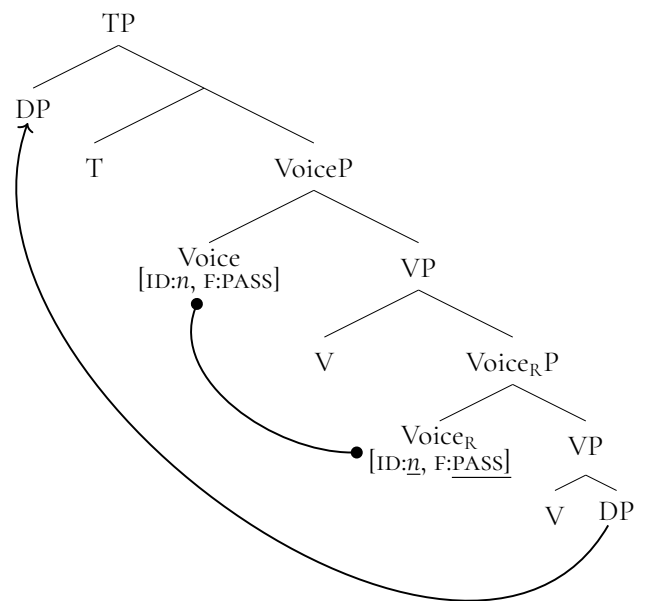 TP
DP
T
VoiceP
Voice
[ID:n, F:PASS]
VP
V
VoiceRP
VoiceR
[ID:n, F:PASS]
VP
V
DP